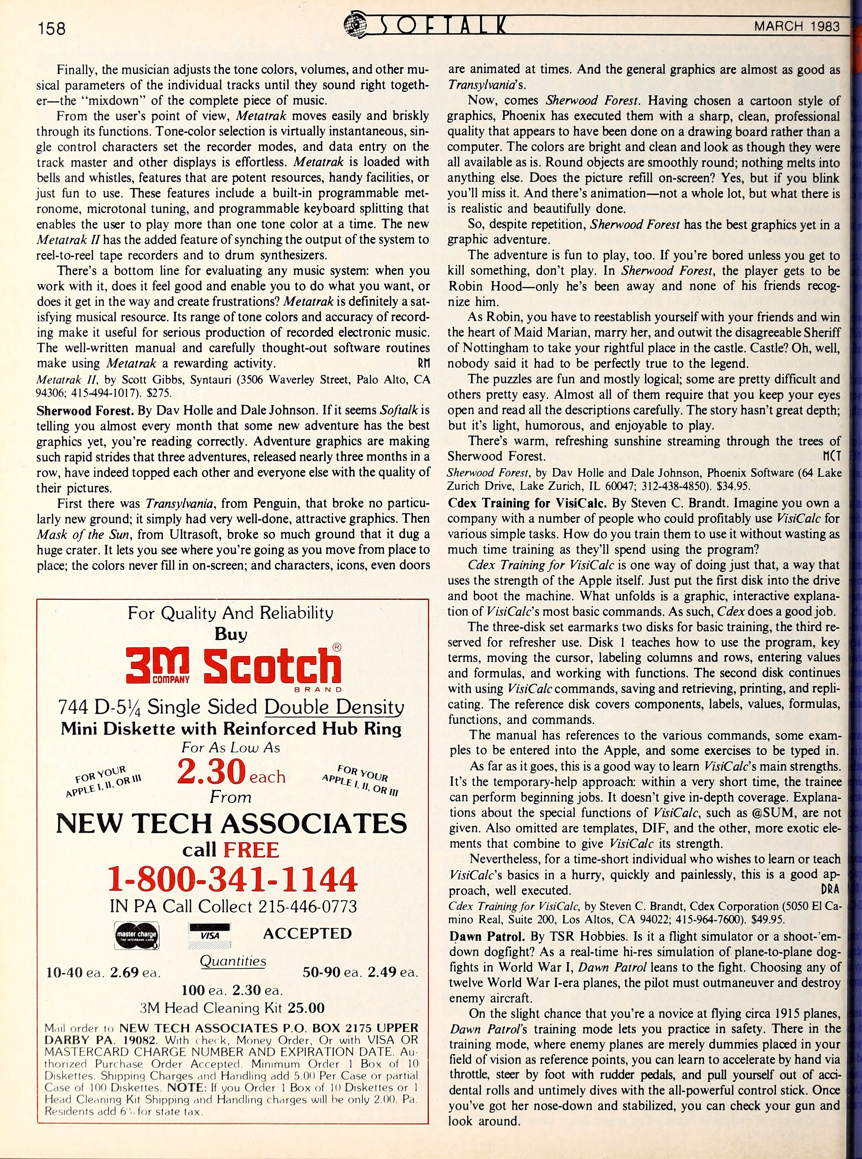 158
SOFTALK
MARCH 1983
Finally, the musician adjusts the tone colors, volumes, and other mu-
sical parameters of the individual tracks until they sound right togeth-
er—the "mixdown" of the complete piece of music.
From the user's point of view, Metatrak moves easily and briskly
through its functions. Tone-color selection is virtually instantaneous, sin-
gle control characters set the recorder modes, and data entry on the
track master and other displays is effortless. Metatrak is loaded with
bells and whistles, features that are potent resources, handy facilities, or
just fun to use. These features include a built-in programmable met-
ronome, microtonal tuning, and programmable keyboard splitting that
enables the user to play more than one tone color at a time. The new
Metatrak II has the added feature of synching the output of the system to
reel-to-reel tape recorders and to drum synthesizers.
There's a bottom line for evaluating any music system: when you
work with it, does it feel good and enable you to do what you want, or
does it get in the way and create frustrations? Metatrak is definitely a sat-
isfying musical resource. Its range of tone colors and accuracy of record-
ing make it useful for serious production of recorded electronic music.
The well-written manual and carefully thought-out software routines
make using Metatrak a rewarding activity. RM
Metatrak II, by Scott Gibbs, Syntauri (3506 Waverley Street, Palo Alto, CA
94306; 415-494-1017). $275.
Sherwood Forest. By Dav Holle and Dale Johnson. If it seems Softalk is
telling you almost every month that some new adventure has the best
graphics yet, you're reading correctly. Adventure graphics are making
such rapid strides that three adventures, released nearly three months in a
row, have indeed topped each other and everyone else with the quality of
their pictures.
First there was Transylvania, from Penguin, that broke no particu-
larly new ground; it simply had very well-done, attractive graphics. Then
Mask of the Sun, from Ultrasoft, broke so much ground that it dug a
huge crater. It lets you see where you're going as you move from place to
place; the colors never fill in on-screen; and characters, icons, even doors
For Quality And Reliability
Buy
3M COMPANY Scotch®
BRAND
744 D-5¼ Single Sided Double Density
Mini Diskette with Reinforced Hub Ring
For As Low As
FOR YOUR APPLE I, II, OR III
2.30 each
FOR YOUR APPLE I, II, OR III
From
NEW TECH ASSOCIATES
call FREE
1-800-341-1144
IN PA Call Collect 215-446-0773
master charge THE INTERBANK CARD VISA ACCEPTED
Quantities
10-40 ea. 2.69 ea. 50-90 ea. 2.49 ea.
100 ea. 2.30 ea.
3M Head Cleaning Kit 25.00
Mail order to NEW TECH ASSOCIATES P.O. BOX 2175 UPPER
DARBY PA. 19082. With check, Money Order, Or with VISA OR
MASTERCARD CHARGE NUMBER AND EXPIRATION DATE. Au-
thorized Purchase Order Accepted. Minimum Order 1 Box of 10
Diskettes. Shipping Charges and Handling add 5.00 Per Case or partial
Case of 100 Diskettes. NOTE: If you Order 1 Box of 10 Diskettes or 1
Head Cleaning Kit Shipping and Handling charges will be only 2.00. Pa.
Residents add 6% for state tax.
are animated at times. And the general graphics are almost as good as
Transylvania's.
Now, comes Sherwood Forest. Having chosen a cartoon style of
graphics, Phoenix has executed them with a sharp, clean, professional
quality that appears to have been done on a drawing board rather than a
computer. The colors are bright and clean and look as though they were
all available as is. Round objects are smoothly round; nothing melts into
anything else. Does the picture refill on-screen? Yes, but if you blink
you'll miss it. And there's animation—not a whole lot, but what there is
is realistic and beautifully done.
So, despite repetition, Sherwood Forest has the best graphics yet in a
graphic adventure.
The adventure is fun to play, too. If you're bored unless you get to
kill something, don't play. In Sherwood Forest, the player gets to be
Robin Hood—only he's been away and none of his friends recog-
nize him.
As Robin, you have to reestablish yourself with your friends and win
the heart of Maid Marian, marry her, and outwit the disagreeable Sheriff
of Nottingham to take your rightful place in the castle. Castle? Oh, well,
nobody said it had to be perfectly true to the legend.
The puzzles are fun and mostly logical; some are pretty difficult and
others pretty easy. Almost all of them require that you keep your eyes
open and read all the descriptions carefully. The story hasn't great depth;
but it's light, humorous, and enjoyable to play.
There's warm, refreshing sunshine streaming through the trees of
Sherwood Forest. MCT
Sherwood Forest, by Dav Holle and Dale Johnson, Phoenix Software (64 Lake
Zurich Drive, Lake Zurich, IL 60047; 312-438-4850). $34.95.
Cdex Training for VisiCalc. By Steven C. Brandt. Imagine you own a
company with a number of people who could profitably use VisiCalc for
various simple tasks. How do you train them to use it without wasting as
much time training as they'll spend using the program?
Cdex Training for VisiCalc is one way of doing just that, a way that
uses the strength of the Apple itself. Just put the first disk into the drive
and boot the machine. What unfolds is a graphic, interactive explana-
tion of VisiCalc's most basic commands. As such, Cdex does a good job.
The three-disk set earmarks two disks for basic training, the third re-
served for refresher use. Disk 1 teaches how to use the program, key
terms, moving the cursor, labeling columns and rows, entering values
and formulas, and working with functions. The second disk continues
with using VisiCalc commands, saving and retrieving, printing, and repli-
cating. The reference disk covers components, labels, values, formulas,
functions, and commands.
The manual has references to the various commands, some exam-
ples to be entered into the Apple, and some exercises to be typed in.
As far as it goes, this is a good way to learn VisiCalc's main strengths.
It's the temporary-help approach: within a very short time, the trainee
can perform beginning jobs. It doesn't give in-depth coverage. Explana-
tions about the special functions of VisiCalc, such as @SUM, are not
given. Also omitted are templates, DIF, and the other, more exotic ele-
ments that combine to give VisiCalc its strength.
Nevertheless, for a time-short individual who wishes to learn or teach
VisiCalc's basics in a hurry, quickly and painlessly, this is a good ap-
proach, well executed. DRA
Cdex Training for VisiCalc, by Steven C. Brandt, Cdex Corporation (5050 El Ca-
mino Real, Suite 200, Los Altos, CA 94022; 415-964-7600). $49.95.
Dawn Patrol. By TSR Hobbies. Is it a flight simulator or a shoot-'em-
down dogfight? As a real-time hi-res simulation of plane-to-plane dog-
fights in World War I, Dawn Patrol leans to the fight. Choosing any of
twelve World War I-era planes, the pilot must outmaneuver and destroy
enemy aircraft.
On the slight chance that you're a novice at flying circa 1915 planes,
Dawn Patrol's training mode lets you practice in safety. There in the
training mode, where enemy planes are merely dummies placed in your
field of vision as reference points, you can learn to accelerate by hand via
throttle, steer by foot with rudder pedals, and pull yourself out of acci-
dental rolls and untimely dives with the all-powerful control stick. Once
you've got her nose-down and stabilized, you can check your gun and
look around.